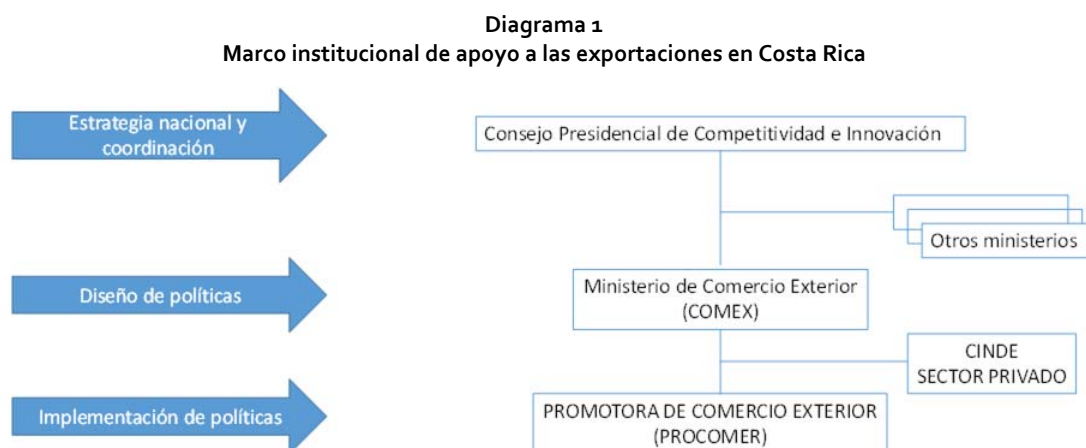 Diagrama 1
Marco institucional de apoyo a las exportaciones en Costa Rica
Estrategia nacional y
coordinación
Consejo Presidencial de Competitividad e Innovación
Otros ministerios
Diseño de políticas
Ministerio de Comercio Exterior
(COMEX)
CINDE
SECTOR PRIVADO
Implementación de políticas
PROMOTORA DE COMERCIO EXTERIOR
(PROCOMER)